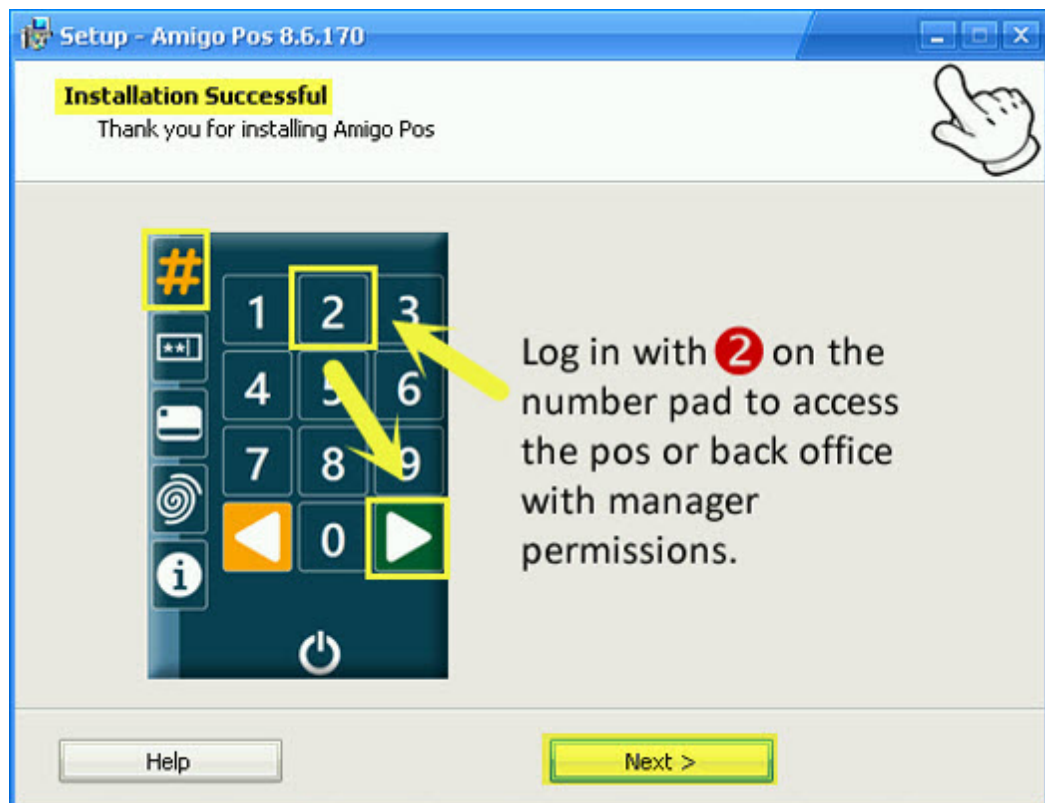 Setup - Amigo Pos 8.6.170
Installation Successful
Thank you for installing Amigo Pos
#
1 2 3
**
4 5 6
7 8 9
i
0
Log in with 2 on the
number pad to access
the pos or back office
with manager
permissions.
Help
Next >